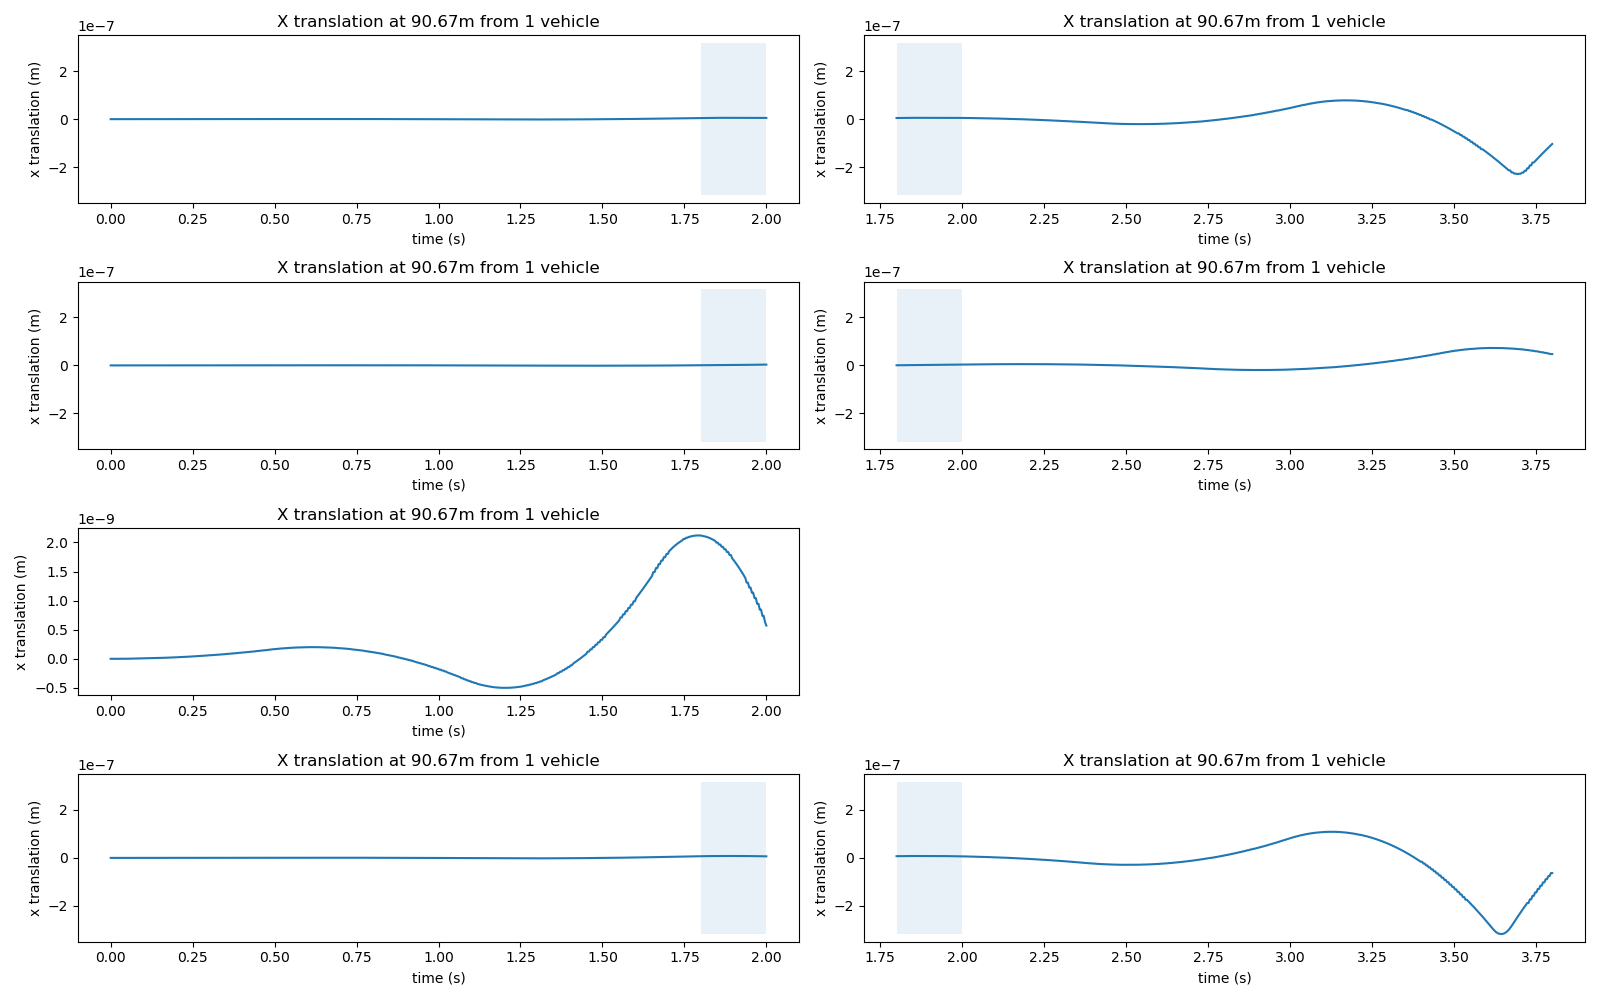 X translation at 90.67m from 1 vehicle
1e−7
x translation (m)
2
0
−2
0.00 0.25 0.50 0.75 1.00 1.25 1.50 1.75 2.00
time (s)
X translation at 90.67m from 1 vehicle
1e−7
x translation (m)
2
0
−2
1.75 2.00 2.25 2.50 2.75 3.00 3.25 3.50 3.75
time (s)
X translation at 90.67m from 1 vehicle
1e−7
x translation (m)
2
0
−2
0.00 0.25 0.50 0.75 1.00 1.25 1.50 1.75 2.00
time (s)
X translation at 90.67m from 1 vehicle
1e−7
x translation (m)
2
0
−2
1.75 2.00 2.25 2.50 2.75 3.00 3.25 3.50 3.75
time (s)
X translation at 90.67m from 1 vehicle
1e−9
x translation (m)
2.0
1.5
1.0
0.5
0.0
−0.5
0.00 0.25 0.50 0.75 1.00 1.25 1.50 1.75 2.00
time (s)
X translation at 90.67m from 1 vehicle
1e−7
x translation (m)
2
0
−2
0.00 0.25 0.50 0.75 1.00 1.25 1.50 1.75 2.00
time (s)
X translation at 90.67m from 1 vehicle
1e−7
x translation (m)
2
0
−2
1.75 2.00 2.25 2.50 2.75 3.00 3.25 3.50 3.75
time (s)